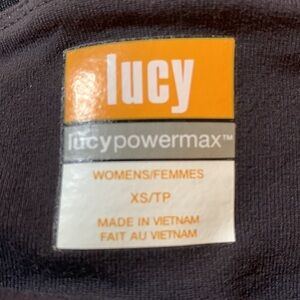 lucy
lucypowermax™
WOMENS/FEMMES
XS/TP
MADE IN VIETNAM
FAIT AU VIETNAM